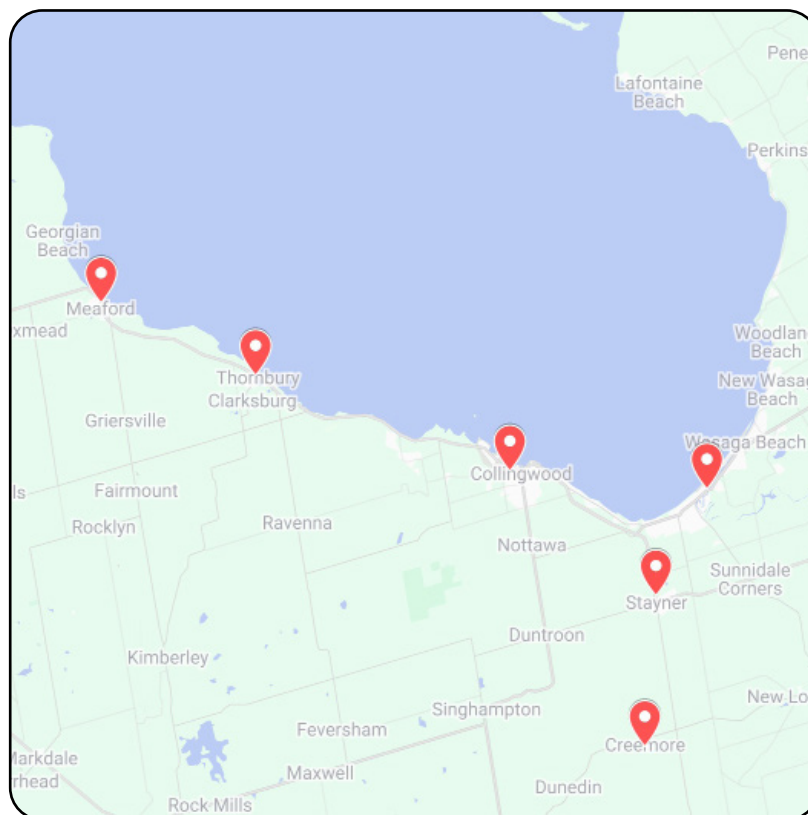 Pene
Lafontaine
Beach
Perkins
Georgian
Beach
Meaford
xmead
Woodlan
Beach
Thornbury
Clarksburg
New Wasag
Beach
Griersville
Wasaga Beach
Collingwood
ls
Fairmount
Rocklyn
Ravenna
Nottawa
Sunnidale
Corners
Stayner
Duntroon
Kimberley
New Lo
Singhampton
Feversham
Creemore
Markdale
rhead
Maxwell
Dunedin
Rock Mills